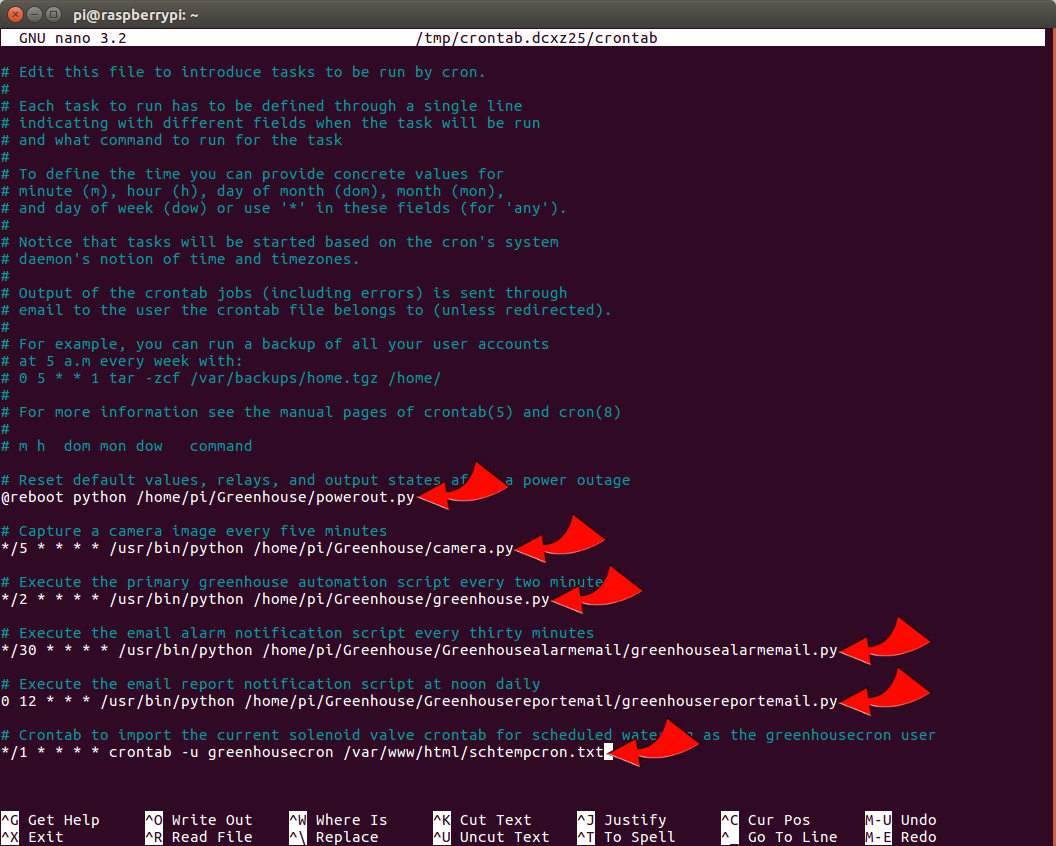 pi@raspberrypi: ~
GNU nano 3.2 /tmp/crontab.dcxz25/crontab
# Edit this file to introduce tasks to be run by cron.
#
# Each task to run has to be defined through a single line
# indicating with different fields when the task will be run
# and what command to run for the task
#
# To define the time you can provide concrete values for
# minute (m), hour (h), day of month (dom), month (mon),
# and day of week (dow) or use '*' in these fields (for 'any').
#
# Notice that tasks will be started based on the cron's system
# daemon's notion of time and timezones.
#
# Output of the crontab jobs (including errors) is sent through
# email to the user the crontab file belongs to (unless redirected).
#
# For example, you can run a backup of all your user accounts
# at 5 a.m every week with:
# 0 5 * * 1 tar -zcf /var/backups/home.tgz /home/
#
# For more information see the manual pages of crontab(5) and cron(8)
#
# m h  dom mon dow   command
# Reset default values, relays, and output states after a power outage
@reboot python /home/pi/Greenhouse/powerout.py
# Capture a camera image every five minutes
*/5 * * * * /usr/bin/python /home/pi/Greenhouse/camera.py
# Execute the primary greenhouse automation script every two minutes
*/2 * * * * /usr/bin/python /home/pi/Greenhouse/greenhouse.py
# Execute the email alarm notification script every thirty minutes
*/30 * * * * /usr/bin/python /home/pi/Greenhouse/Greenhousealarmemail/greenhousealarmemail.py
# Execute the email report notification script at noon daily
0 12 * * * /usr/bin/python /home/pi/Greenhouse/Greenhousereportemail/greenhousereportemail.py
# Crontab to import the current solenoid valve crontab for scheduled watering as the greenhousecron user
*/1 * * * * crontab -u greenhousecron /var/www/html/schtempcron.txt
^G Get Help ^O Write Out ^W Where Is ^K Cut Text ^J Justify ^C Cur Pos M-U Undo
^X Exit ^R Read File ^\ Replace ^U Uncut Text ^T To Spell ^_ Go To Line M-E Redo